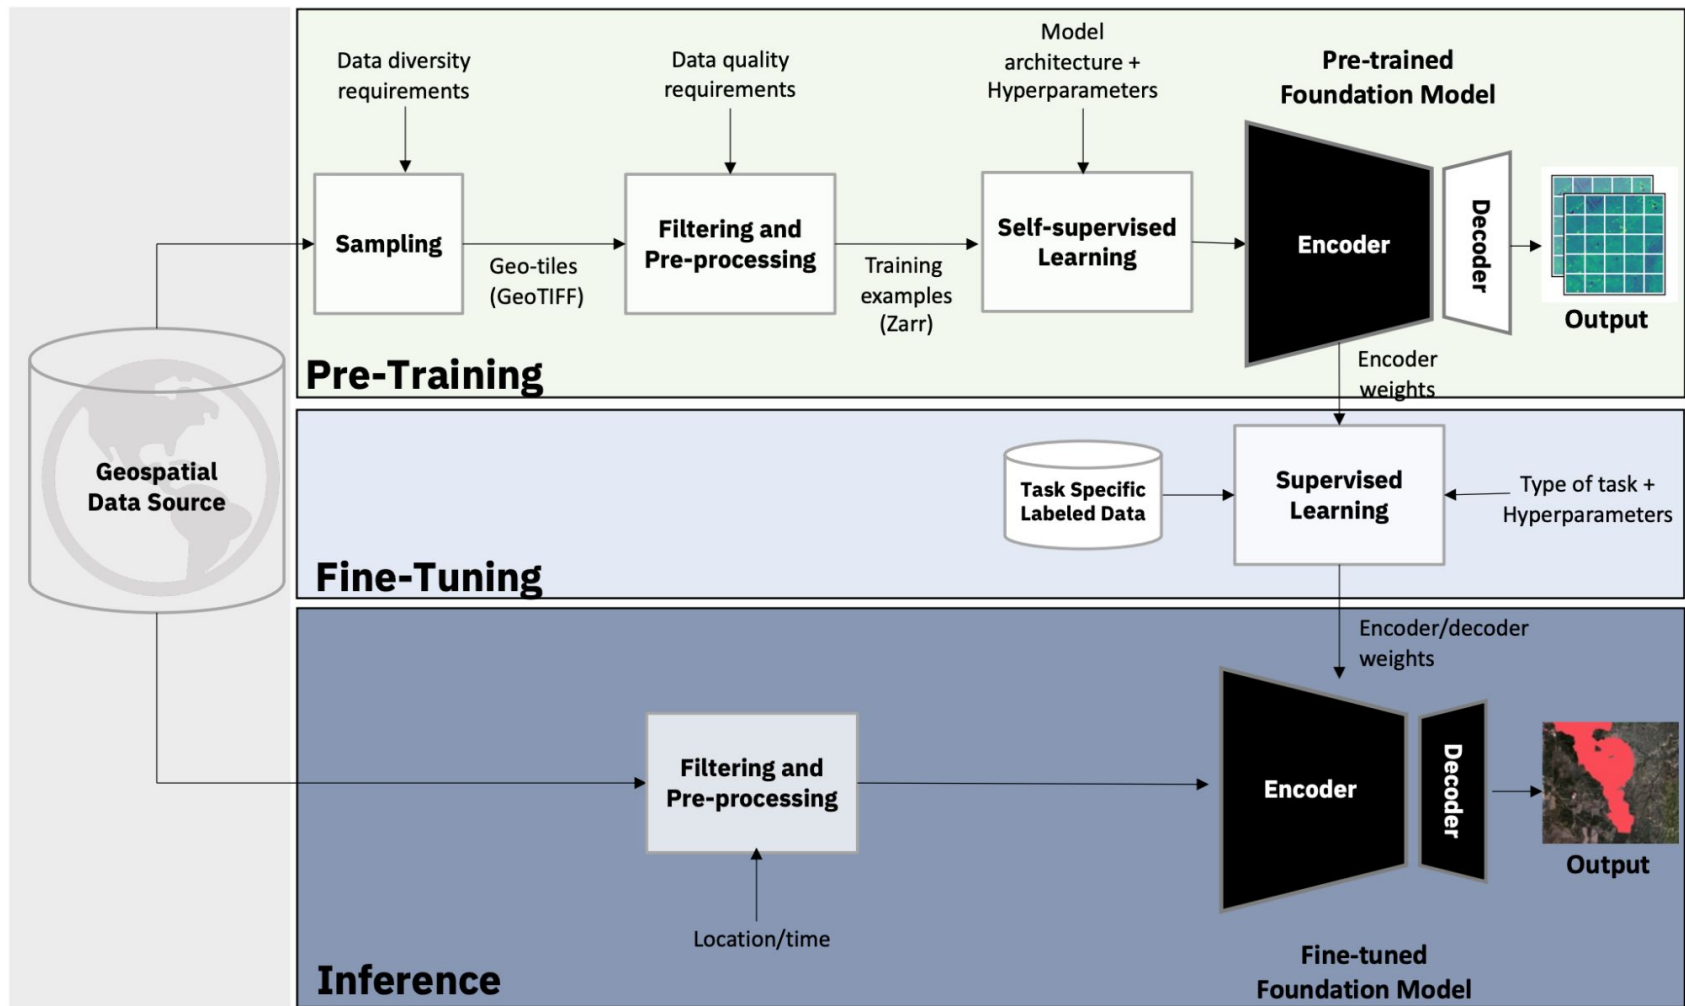 Data diversity
requirements
Data quality
requirements
Model
architecture +
Hyperparameters
Pre-trained
Foundation Model
Sampling
Geo-tiles
(GeoTIFF)
Filtering and
Pre-processing
Training
examples
(Zarr)
Self-supervised
Learning
Encoder
Decoder
Output
Pre-Training
Encoder
weights
Geospatial
Data Source
Task Specific
Labeled Data
Supervised
Learning
Type of task +
Hyperparameters
Fine-Tuning
Encoder/decoder
weights
Filtering and
Pre-processing
Location/time
Encoder
Decoder
Output
Fine-tuned
Foundation Model
Inference